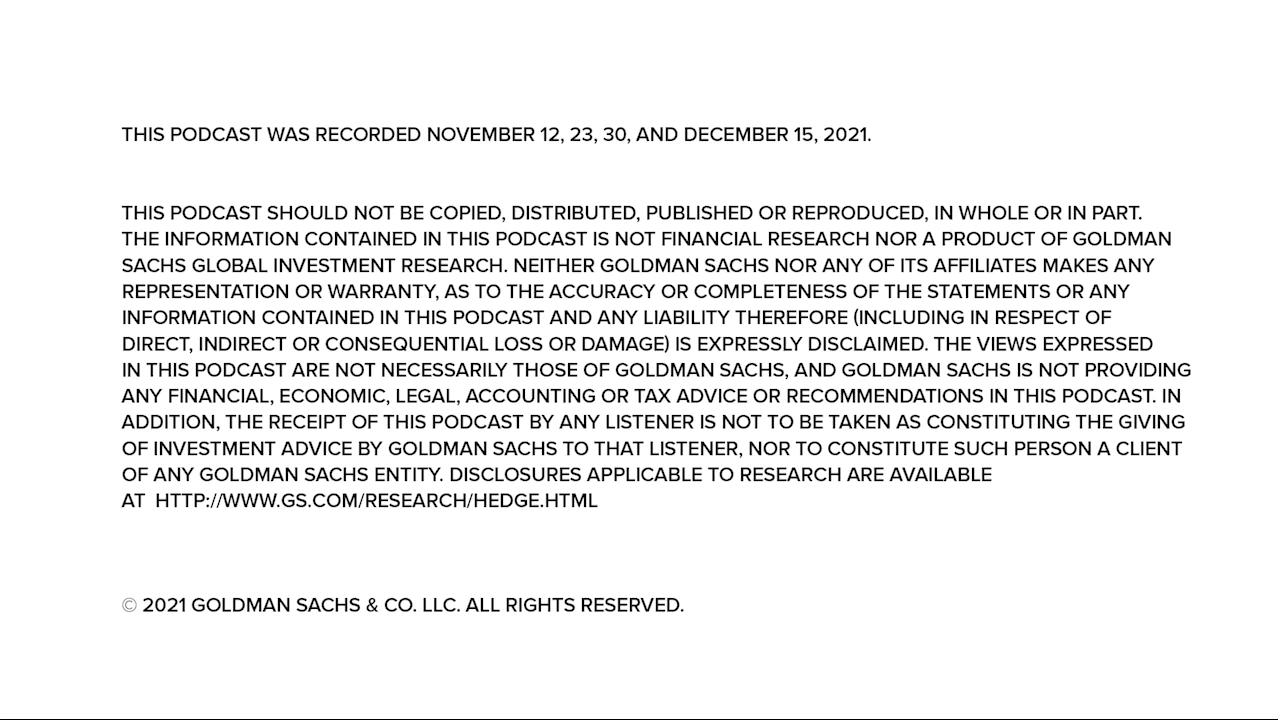 THIS PODCAST WAS RECORDED NOVEMBER 12, 23, 30, AND DECEMBER 15, 2021.
THIS PODCAST SHOULD NOT BE COPIED, DISTRIBUTED, PUBLISHED OR REPRODUCED, IN WHOLE OR IN PART.
THE INFORMATION CONTAINED IN THIS PODCAST IS NOT FINANCIAL RESEARCH NOR A PRODUCT OF GOLDMAN
SACHS GLOBAL INVESTMENT RESEARCH. NEITHER GOLDMAN SACHS NOR ANY OF ITS AFFILIATES MAKES ANY
REPRESENTATION OR WARRANTY, AS TO THE ACCURACY OR COMPLETENESS OF THE STATEMENTS OR ANY
INFORMATION CONTAINED IN THIS PODCAST AND ANY LIABILITY THEREFORE (INCLUDING IN RESPECT OF
DIRECT, INDIRECT OR CONSEQUENTIAL LOSS OR DAMAGE) IS EXPRESSLY DISCLAIMED. THE VIEWS EXPRESSED
IN THIS PODCAST ARE NOT NECESSARILY THOSE OF GOLDMAN SACHS, AND GOLDMAN SACHS IS NOT PROVIDING
ANY FINANCIAL, ECONOMIC, LEGAL, ACCOUNTING OR TAX ADVICE OR RECOMMENDATIONS IN THIS PODCAST. IN
ADDITION, THE RECEIPT OF THIS PODCAST BY ANY LISTENER IS NOT TO BE TAKEN AS CONSTITUTING THE GIVING
OF INVESTMENT ADVICE BY GOLDMAN SACHS TO THAT LISTENER, NOR TO CONSTITUTE SUCH PERSON A CLIENT
OF ANY GOLDMAN SACHS ENTITY. DISCLOSURES APPLICABLE TO RESEARCH ARE AVAILABLE
AT  HTTP://WWW.GS.COM/RESEARCH/HEDGE.HTML
© 2021 GOLDMAN SACHS & CO. LLC. ALL RIGHTS RESERVED.